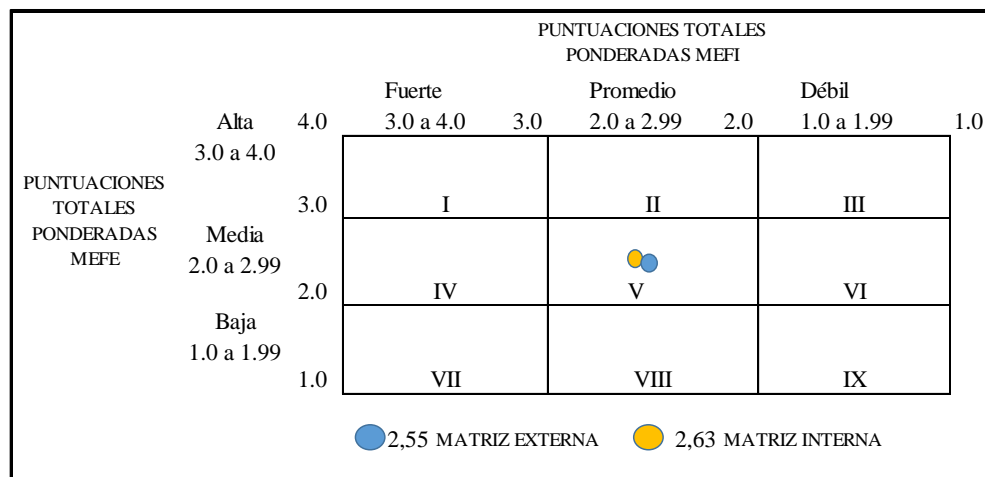 PUNTUACIONES TOTALES
PONDERADAS MEFI
Fuerte Promedio Débil
Alta 4.0 3.0 a 4.0 3.0 2.0 a 2.99 2.0 1.0 a 1.99 1.0
3.0 a 4.0
PUNTUACIONES
TOTALES
PONDERADAS
MEFE
3.0 I II III
Media
2.0 a 2.99
2.0 IV V VI
Baja
1.0 a 1.99
1.0 VII VIII IX
2,55 MATRIZ EXTERNA 2,63 MATRIZ INTERNA